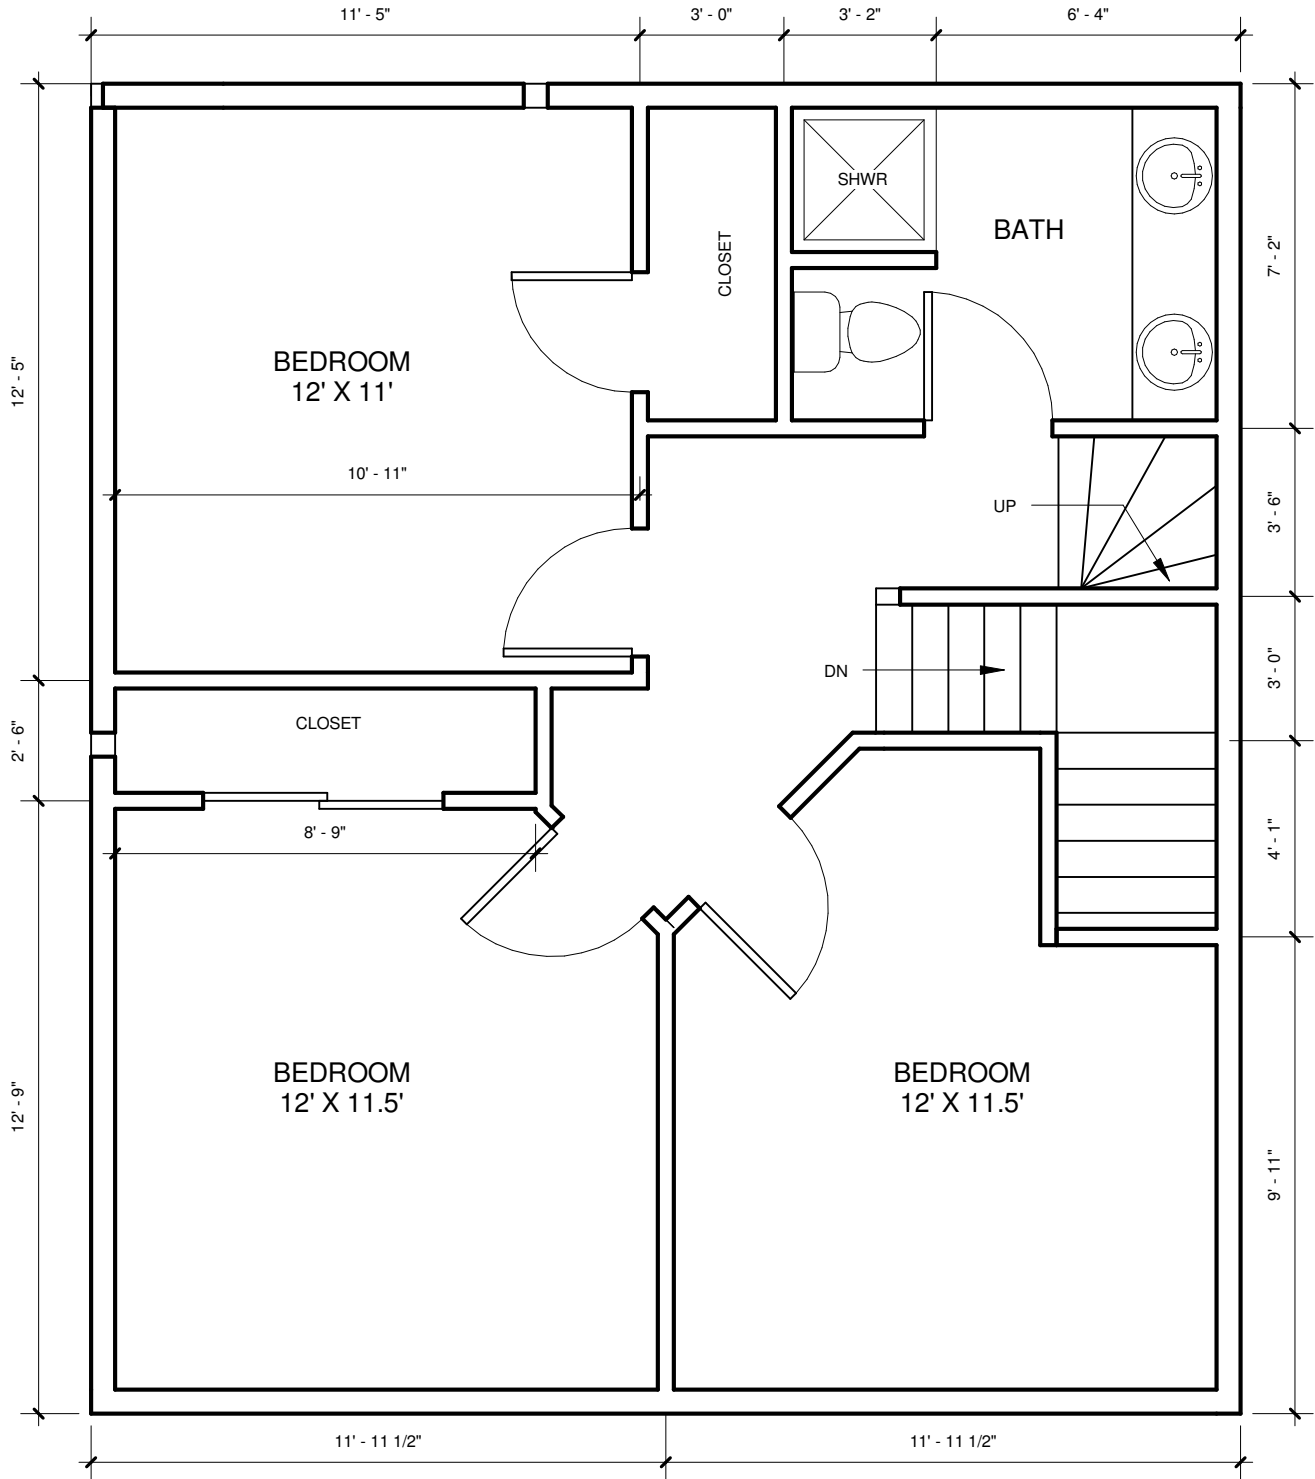 11' - 5"
3' - 0"
3' - 2"
6' - 4"
SHWR
BATH
CLOSET
7' - 2"
12' - 5"
BEDROOM
12' X 11'
10' - 11"
UP
3' - 6"
DN
3' - 0"
CLOSET
2' - 6"
8' - 9"
4' - 1"
BEDROOM
12' X 11.5'
BEDROOM
12' X 11.5'
12' - 9"
9' - 11"
11' - 11 1/2"
11' - 11 1/2"